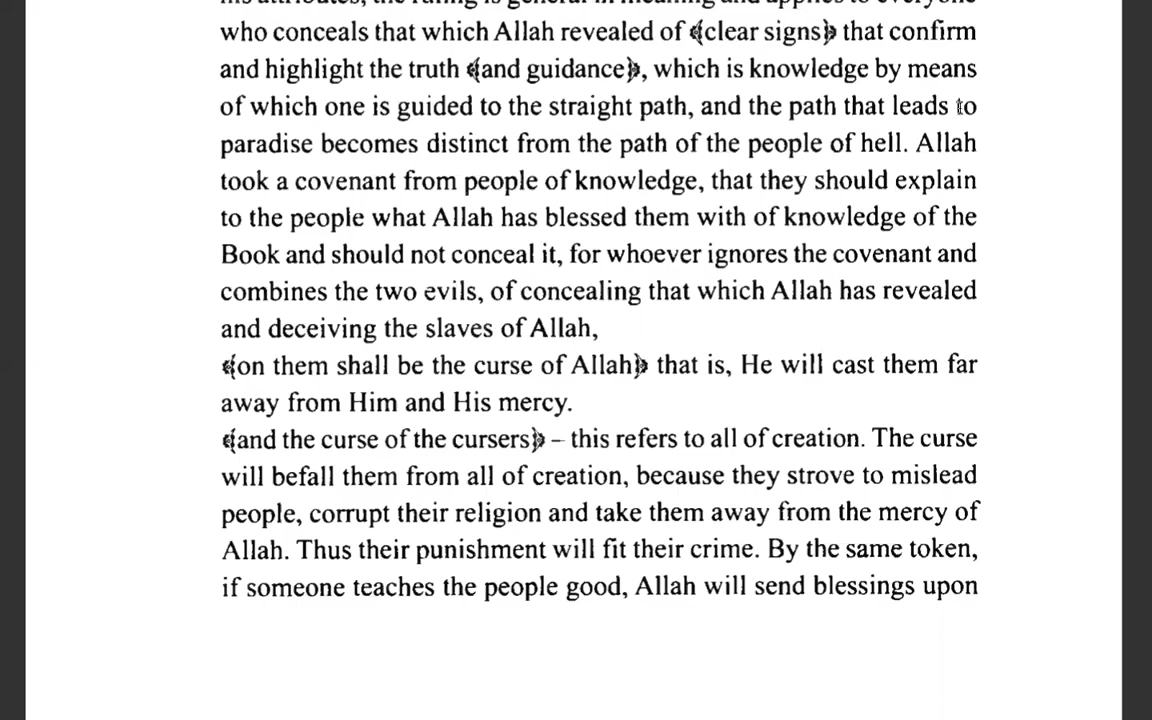 who conceals that which Allah revealed of ﴾clear signs﴿ that confirm
and highlight the truth ﴾and guidance﴿, which is knowledge by means
of which one is guided to the straight path, and the path that leads to
paradise becomes distinct from the path of the people of hell. Allah
took a covenant from people of knowledge, that they should explain
to the people what Allah has blessed them with of knowledge of the
Book and should not conceal it, for whoever ignores the covenant and
combines the two evils, of concealing that which Allah has revealed
and deceiving the slaves of Allah,
﴾on them shall be the curse of Allah﴿ that is, He will cast them far
away from Him and His mercy.
﴾and the curse of the cursers﴿ – this refers to all of creation. The curse
will befall them from all of creation, because they strove to mislead
people, corrupt their religion and take them away from the mercy of
Allah. Thus their punishment will fit their crime. By the same token,
if someone teaches the people good, Allah will send blessings upon